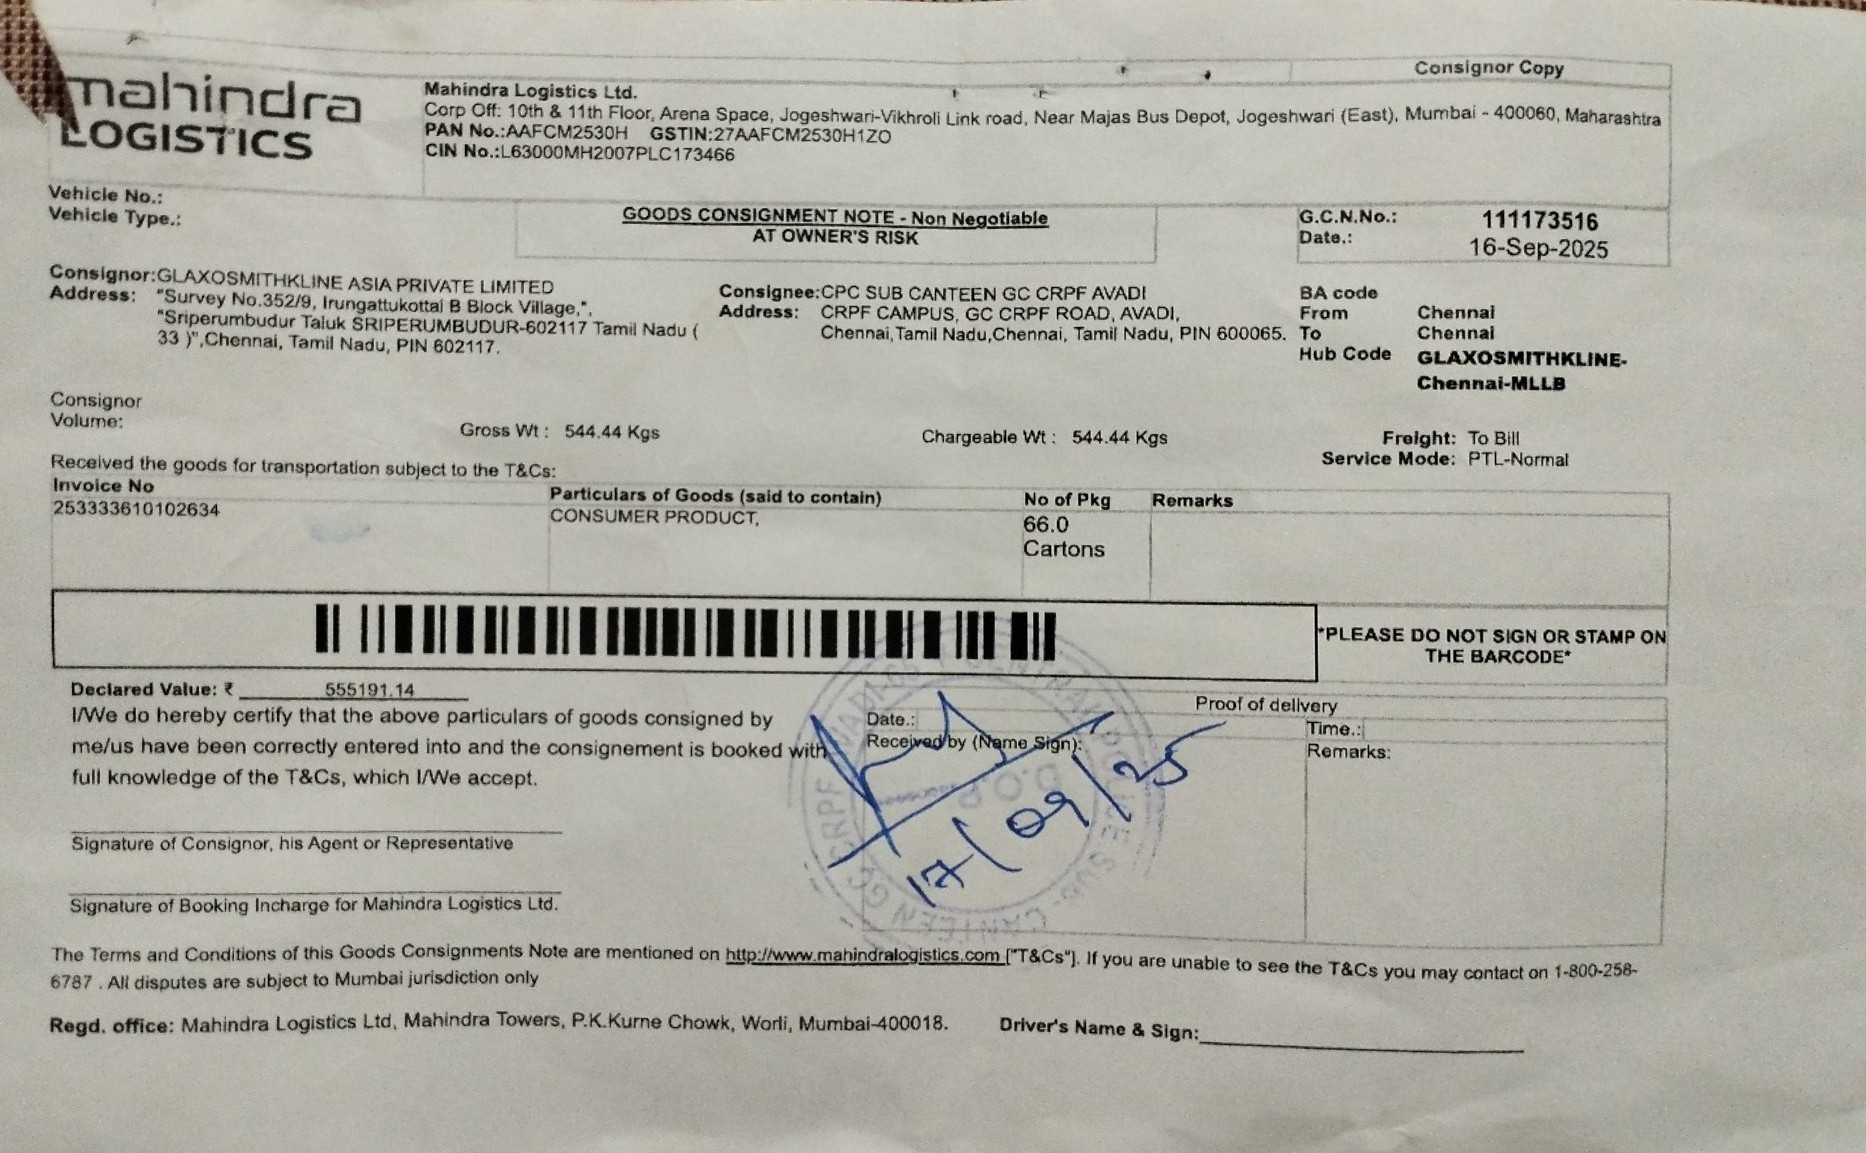 Consignor Copy
mahindra
LOGISTICS
Mahindra Logistics Ltd.
Corp Off: 10th & 11th Floor, Arena Space, Jogeshwari-Vikhroli Link road, Near Majas Bus Depot, Jogeshwari (East), Mumbai - 400060, Maharashtra
PAN No.:AAFCM2530H GSTIN:27AAFCM2530H1ZO
CIN No.:L63000MH2007PLC173466
Vehicle No.:
Vehicle Type.:
GOODS CONSIGNMENT NOTE - Non Negotiable
AT OWNER'S RISK
G.C.N.No.: 111173516
Date.: 16-Sep-2025
Consignor:GLAXOSMITHKLINE ASIA PRIVATE LIMITED
Address: "Survey No.352/9, Irungattukottai B Block Village,",
"Sriperumbudur Taluk SRIPERUMBUDUR-602117 Tamil Nadu (
33 )",Chennai, Tamil Nadu, PIN 602117.
Consignee:CPC SUB CANTEEN GC CRPF AVADI
Address: CRPF CAMPUS, GC CRPF ROAD, AVADI,
Chennai,Tamil Nadu,Chennai, Tamil Nadu, PIN 600065.
BA code
From Chennai
To Chennai
Hub Code GLAXOSMITHKLINE-
Chennai-MLLB
Consignor
Volume:
Gross Wt : 544.44 Kgs
Chargeable Wt : 544.44 Kgs
Freight: To Bill
Service Mode: PTL-Normal
Received the goods for transportation subject to the T&Cs:
Invoice No Particulars of Goods (said to contain) No of Pkg Remarks
253333610102634 CONSUMER PRODUCT, 66.0
Cartons
*PLEASE DO NOT SIGN OR STAMP ON
THE BARCODE*
Declared Value: ₹ 555191.14
I/We do hereby certify that the above particulars of goods consigned by
me/us have been correctly entered into and the consignement is booked with
full knowledge of the T&Cs, which I/We accept.
Proof of delivery
Date.:
Time.:
Received by (Name Sign):
Remarks:
17/09/25
Signature of Consignor, his Agent or Representative
Signature of Booking Incharge for Mahindra Logistics Ltd.
The Terms and Conditions of this Goods Consignments Note are mentioned on http://www.mahindralogistics.com ["T&Cs"]. If you are unable to see the T&Cs you may contact on 1-800-258-
6787 . All disputes are subject to Mumbai jurisdiction only
Regd. office: Mahindra Logistics Ltd, Mahindra Towers, P.K.Kurne Chowk, Worli, Mumbai-400018.
Driver's Name & Sign: